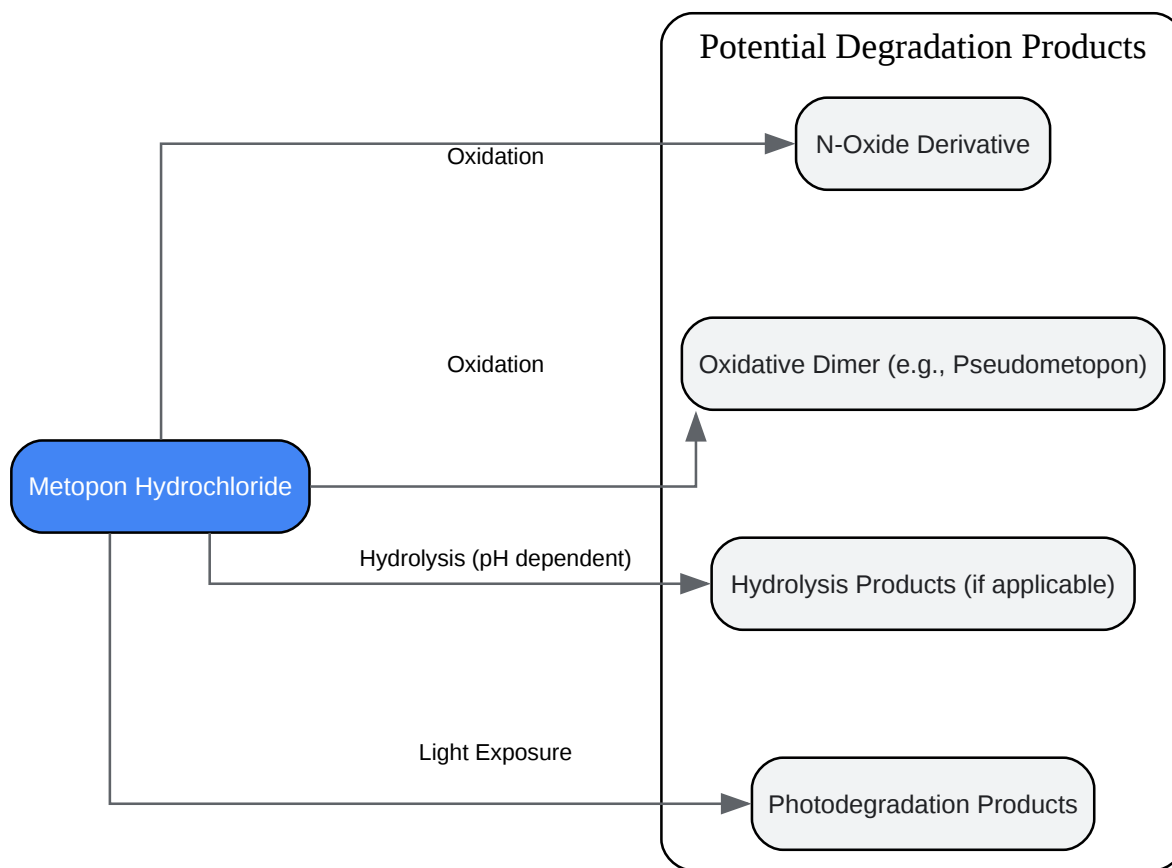 Potential Degradation Products
N-Oxide Derivative
Oxidation
Oxidation
Oxidative Dimer (e.g., Pseudometopon)
Metopon Hydrochloride
Hydrolysis (pH dependent)
Hydrolysis Products (if applicable)
Light Exposure
Photodegradation Products